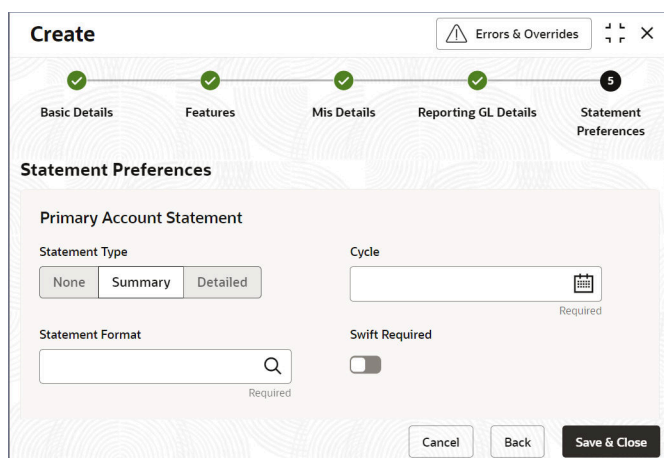 Create
Errors & Overrides
5
Basic Details
Features
Mis Details
Reporting GL Details
Statement
Preferences
Statement Preferences
Primary Account Statement
Statement Type
Cycle
None
Summary
Detailed
Required
Statement Format
Swift Required
Required
Cancel
Back
Save & Close